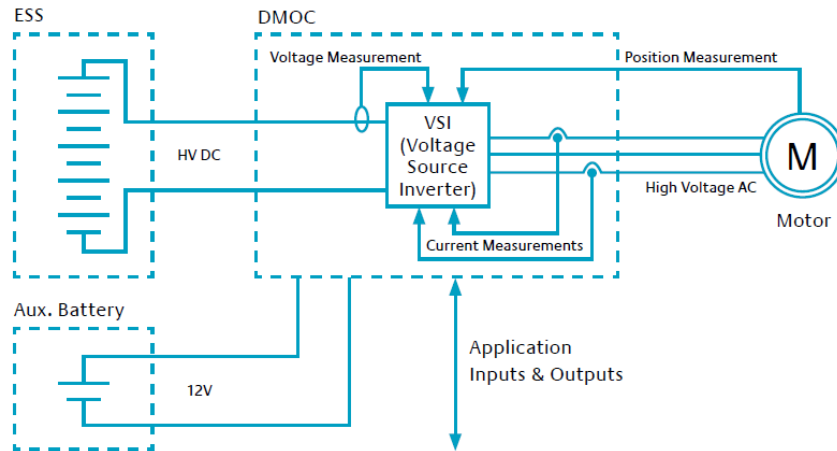 ESS
DMOC
Voltage Measurement
Position Measurement
VSI
(Voltage
Source
Inverter)
HV DC
M
High Voltage AC
Motor
Current Measurements
Aux. Battery
12V
Application
Inputs & Outputs